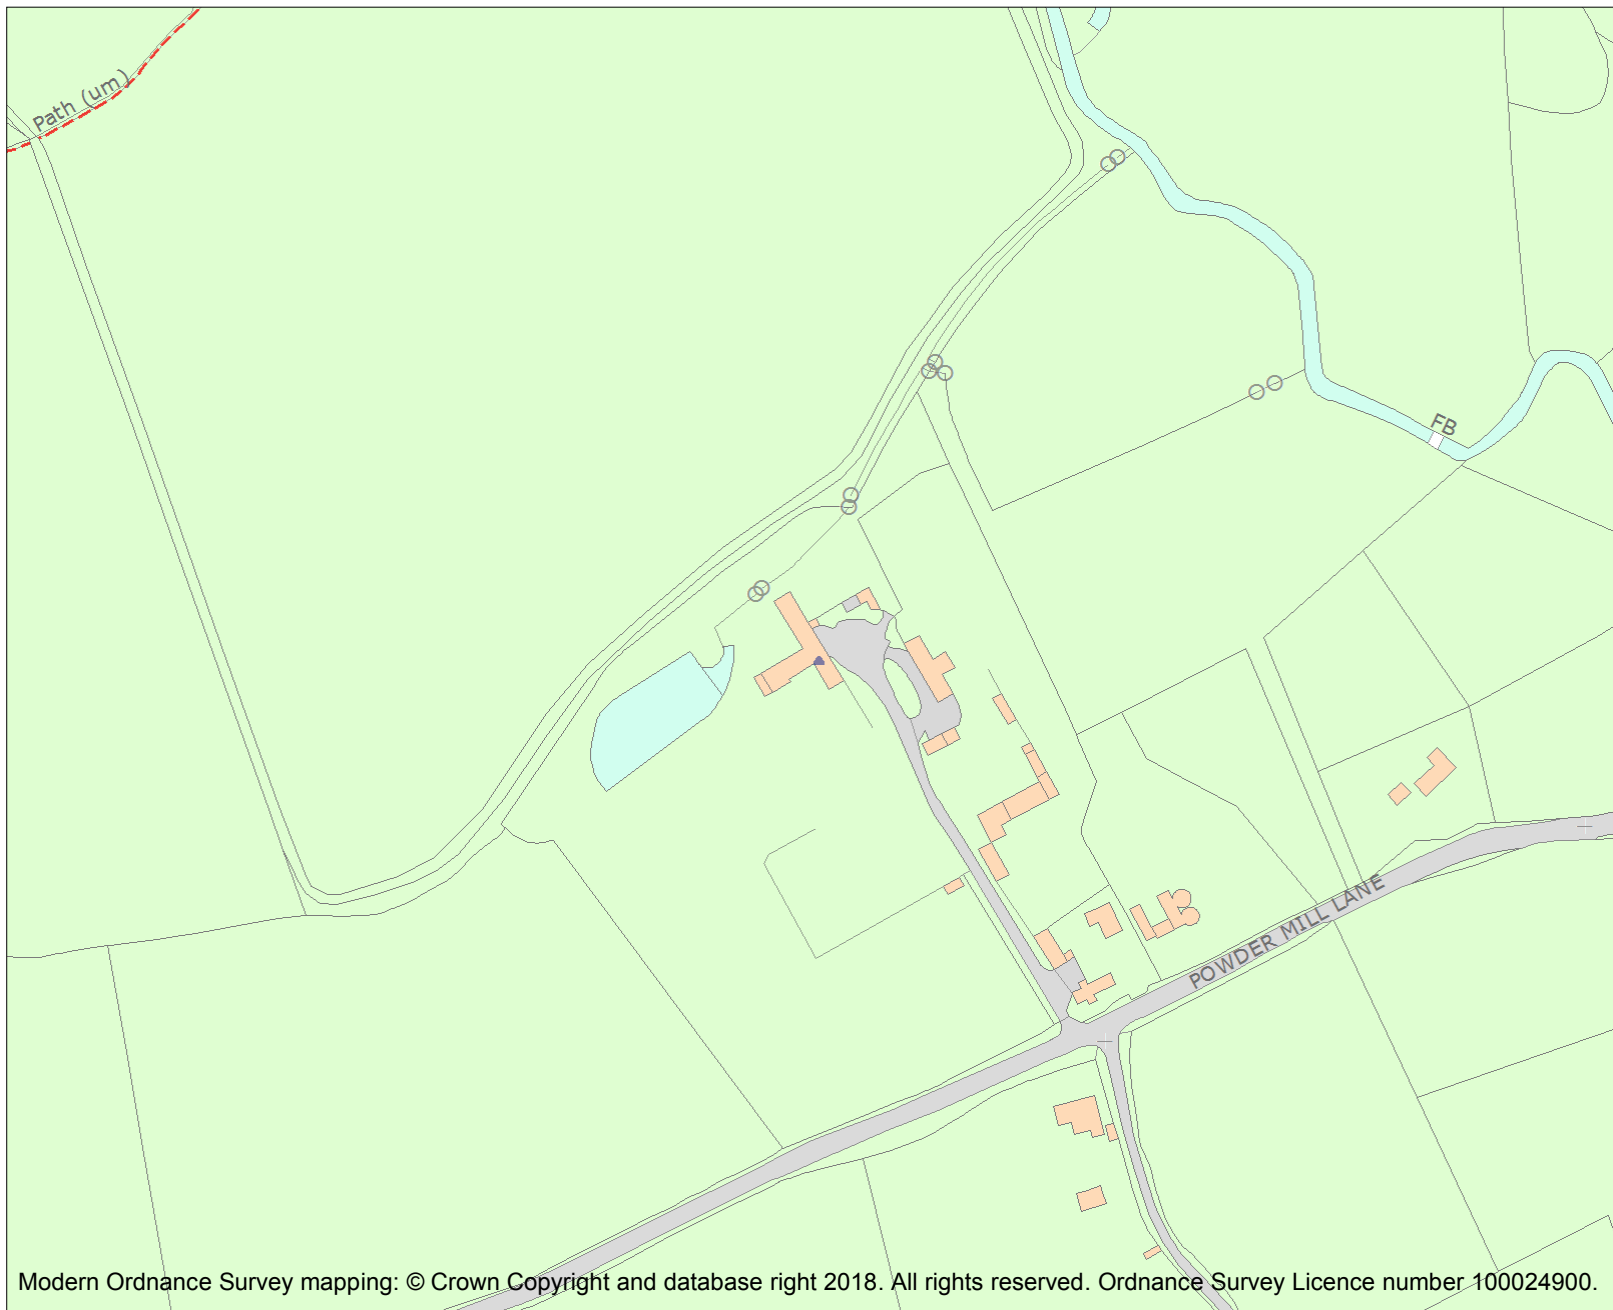 Path (um)
FB
POWDER MILL LANE
Modern Ordnance Survey mapping: © Crown Copyright and database right 2018. All rights reserved. Ordnance Survey Licence number 100024900.